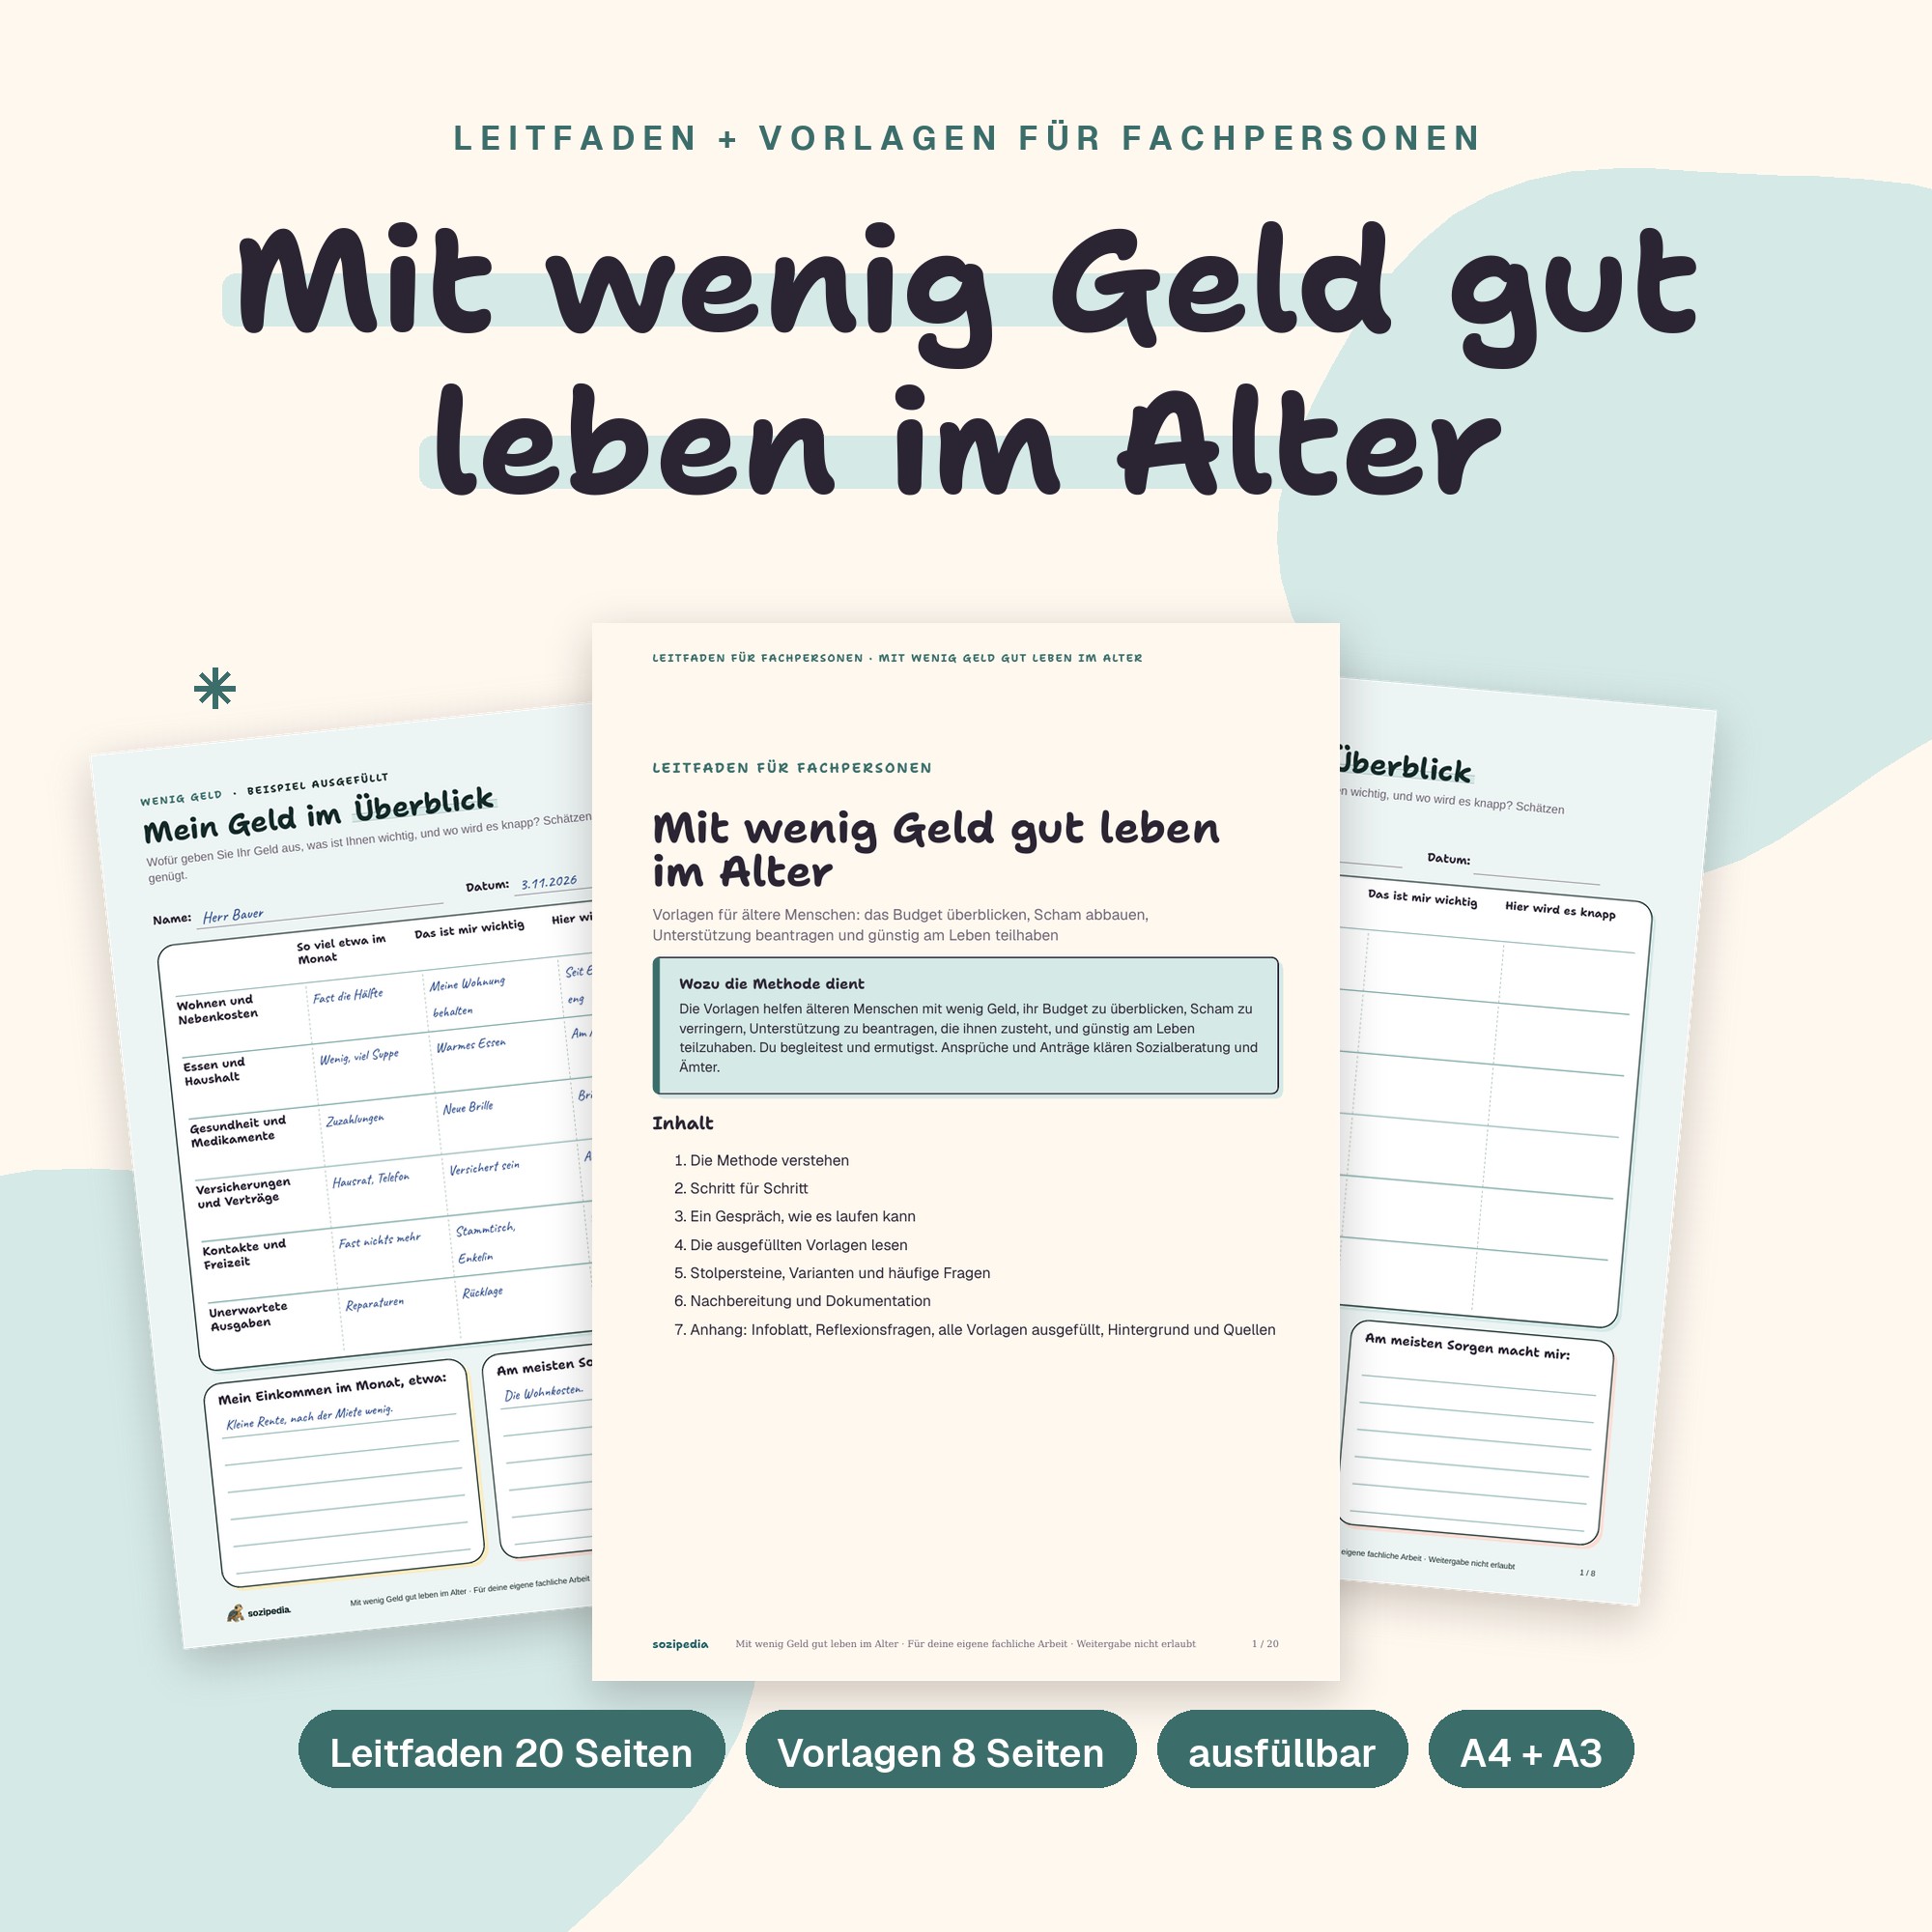 LEITFADEN + VORLAGEN FÜR FACHPERSONEN
Mit wenig Geld gut
leben im Alter
WENIG GELD · BEISPIEL AUSGEFÜLLT
Mein Geld im Überblick
Wofür geben Sie Ihr Geld aus, was ist Ihnen wichtig, und wo wird es knapp? Schätzen
genügt.
Name: Herr Bauer
Datum: 3.11.2026
So viel etwa im
Monat
Das ist mir wichtig
Hier
Wohnen und
Nebenkosten
Fast die Hälfte
Meine Wohnung
behalten
Seit
eng
Essen und
Haushalt
Wenig, viel Suppe
Warmes Essen
Am
Gesundheit und
Medikamente
Zuzahlungen
Neue Brille
Versicherungen
und Verträge
Hausrat, Telefon
Versichert sein
Kontakte und
Freizeit
Fast nichts mehr
Stammtisch,
Enkelin
Unerwartete
Ausgaben
Reparaturen
Rücklage
Mein Einkommen im Monat, etwa:
Kleine Rente, nach der Miete wenig.
Am meisten
Die Wohnkosten.
sozipedia.
Mit wenig Geld gut leben im Alter · Für deine eigene fachliche Arbeit
LEITFADEN FÜR FACHPERSONEN · MIT WENIG GELD GUT LEBEN IM ALTER
LEITFADEN FÜR FACHPERSONEN
Mit wenig Geld gut leben
im Alter
Vorlagen für ältere Menschen: das Budget überblicken, Scham abbauen,
Unterstützung beantragen und günstig am Leben teilhaben
Wozu die Methode dient
Die Vorlagen helfen älteren Menschen mit wenig Geld, ihr Budget zu überblicken, Scham zu
verringern, Unterstützung zu beantragen, die ihnen zusteht, und günstig am Leben
teilzuhaben. Du begleitest und ermutigst. Ansprüche und Anträge klären Sozialberatung und
Ämter.
Inhalt
1. Die Methode verstehen
2. Schritt für Schritt
3. Ein Gespräch, wie es laufen kann
4. Die ausgefüllten Vorlagen lesen
5. Stolpersteine, Varianten und häufige Fragen
6. Nachbereitung und Dokumentation
7. Anhang: Infoblatt, Reflexionsfragen, alle Vorlagen ausgefüllt, Hintergrund und Quellen
sozipedia
Mit wenig Geld gut leben im Alter · Für deine eigene fachliche Arbeit · Weitergabe nicht erlaubt
1 / 20
Überblick
wichtig, und wo wird es knapp? Schätzen
Datum:
Das ist mir wichtig
Hier wird es knapp
Am meisten Sorgen macht mir:
eigene fachliche Arbeit · Weitergabe nicht erlaubt
1 / 8
Leitfaden 20 Seiten
Vorlagen 8 Seiten
ausfüllbar
A4 + A3